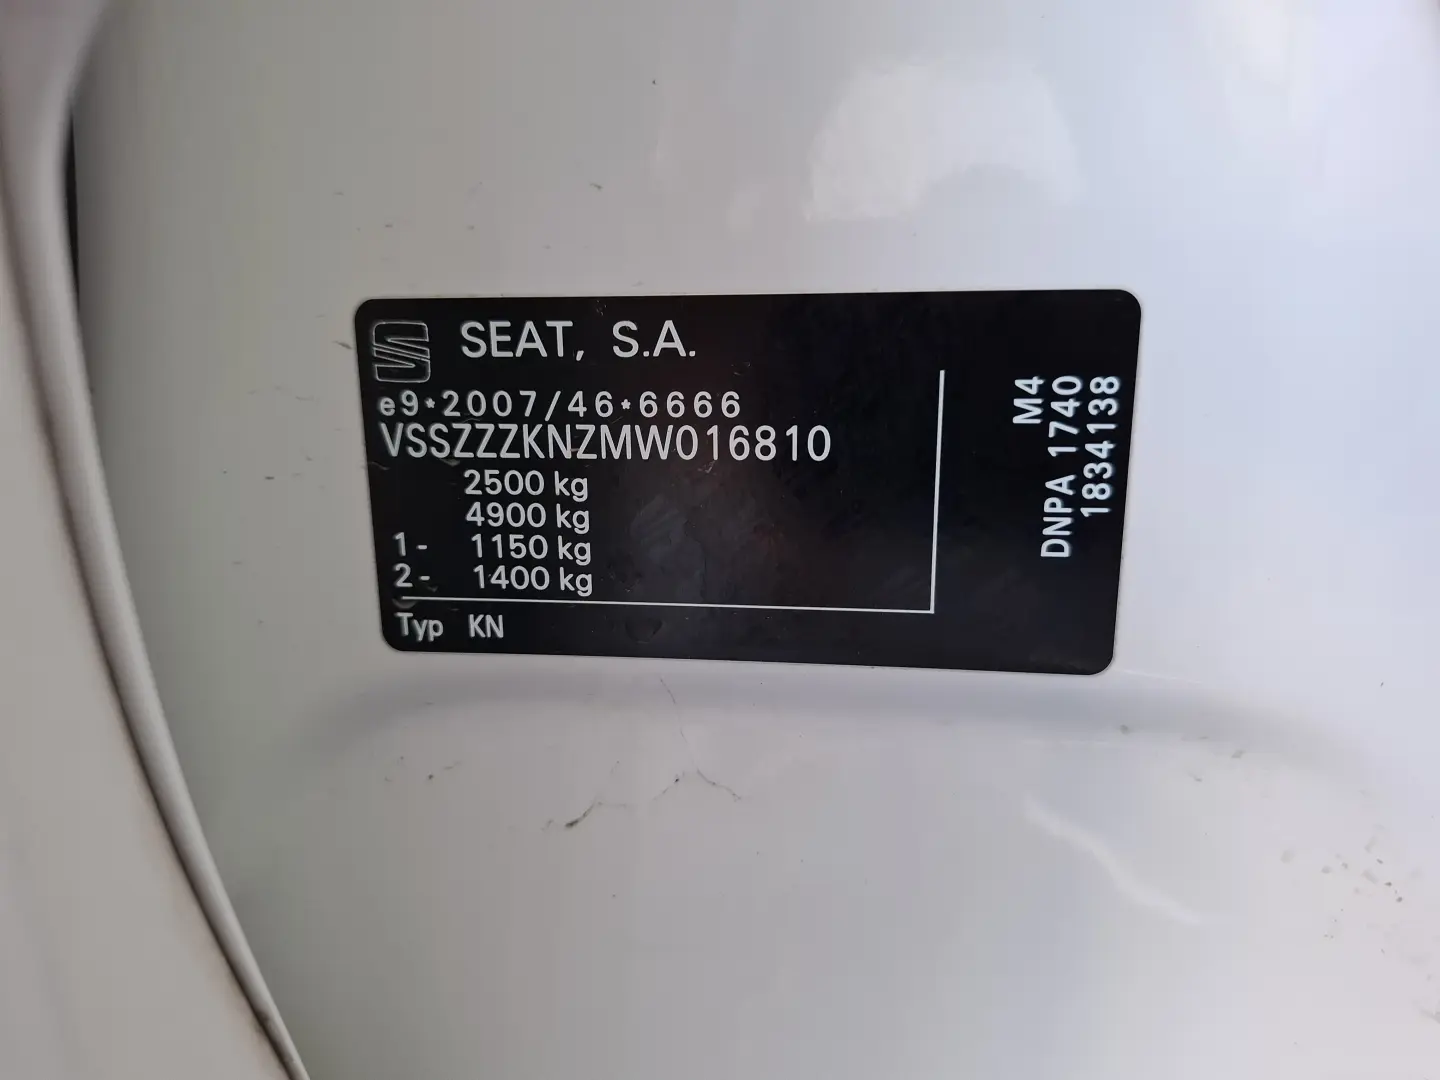 SEAT, S.A.
e9*2007/46*6666
VSSZZZKNZMW016810
2500 kg
4900 kg
1- 1150 kg
2- 1400 kg
Typ KN
M4
DNPA 1740
1834138